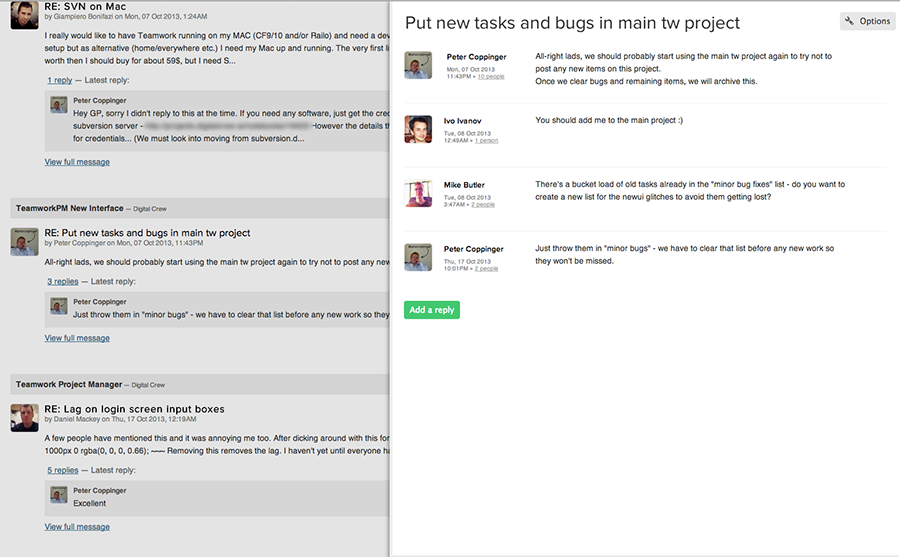 RE: SVN on Mac
by Giampiero Bonifazi on Mon, 07 Oct 2013, 1:24AM
I really would like to have Teamwork running on my MAC (CF9/10 and/or Railo) and need a dev
setup but as alternative (home/everywhere etc.) I need my Mac up and running. The very first li
worth then I should buy for about 59$, but I need S...
1 reply — Latest reply:
Peter Coppinger
Hey GP, sorry I didn't reply to this at the time. If you need any software, just get the cred
subversion server - However the details th
for credentials... (We must look into moving from subversion.d...
View full message
TeamworkPM New Interface — Digital Crew
RE: Put new tasks and bugs in main tw project
by Peter Coppinger on Mon, 07 Oct 2013, 11:43PM
All-right lads, we should probably start using the main tw project again to try not to post any new
3 replies — Latest reply:
Peter Coppinger
Just throw them in "minor bugs" - we have to clear that list before any new work so they
View full message
Teamwork Project Manager — Digital Crew
RE: Lag on login screen input boxes
by Daniel Mackey on Thu, 17 Oct 2013, 12:19AM
A few people have mentioned this and it was annoying me too. After dicking around with this for
1000px 0 rgba(0, 0, 0, 0.66); ~~~ Removing this removes the lag. I haven't yet until everyone ha
5 replies — Latest reply:
Peter Coppinger
Excellent
View full message
Put new tasks and bugs in main tw project
Options
Peter Coppinger
Mon, 07 Oct 2013
11:43PM • 10 people
All-right lads, we should probably start using the main tw project again to try not to
post any new items on this project.
Once we clear bugs and remaining items, we will archive this.
Ivo Ivanov
Tue, 08 Oct 2013
12:49AM • 1 person
You should add me to the main project :)
Mike Butler
Tue, 08 Oct 2013
3:47AM • 2 people
There's a bucket load of old tasks already in the "minor bug fixes" list - do you want to
create a new list for the newui glitches to avoid them getting lost?
Peter Coppinger
Thu, 17 Oct 2013
10:01PM • 2 people
Just throw them in "minor bugs" - we have to clear that list before any new work so
they won't be missed.
Add a reply